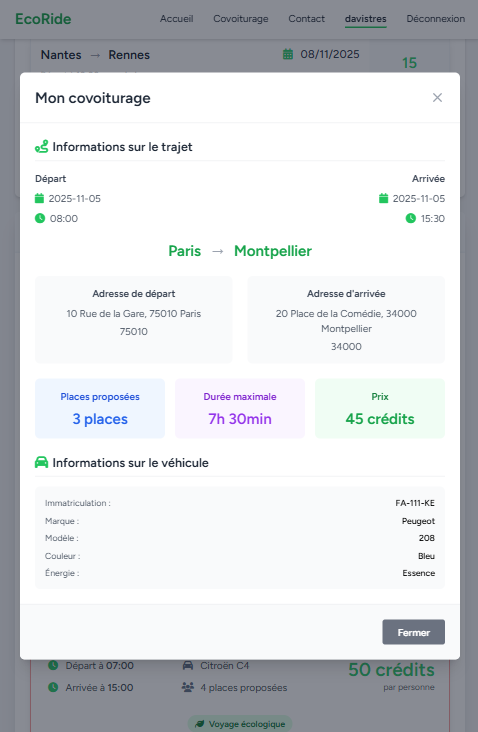 EcoRide Accueil Covoiturage Contact davistres Déconnexion
Nantes → Rennes 08/11/2025
15
Mon covoiturage ×
Informations sur le trajet
Départ Arrivée
2025-11-05 2025-11-05
08:00 15:30
Paris → Montpellier
Adresse de départ
10 Rue de la Gare, 75010 Paris
75010
Adresse d'arrivée
20 Place de la Comédie, 34000
Montpellier
34000
Places proposées
3 places
Durée maximale
7h 30min
Prix
45 crédits
Informations sur le véhicule
Immatriculation : FA-111-KE
Marque : Peugeot
Modèle : 208
Couleur : Bleu
Énergie : Essence
Fermer
Départ à 07:00 Citroën C4 50 crédits
Arrivée à 15:00 4 places proposées par personne
Voyage écologique